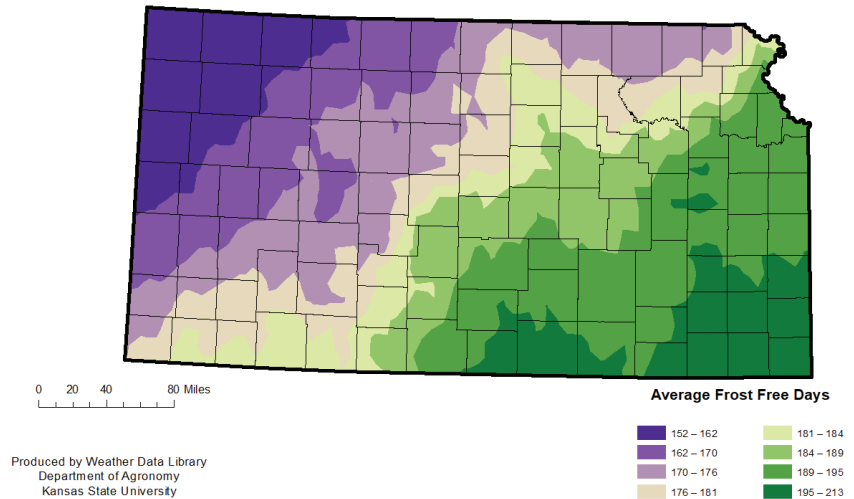 0 20 40 80 Miles
Average Frost Free Days
152 – 162
162 – 170
170 – 176
176 – 181
181 – 184
184 – 189
189 – 195
195 – 213
Produced by Weather Data Library
Department of Agronomy
Kansas State University